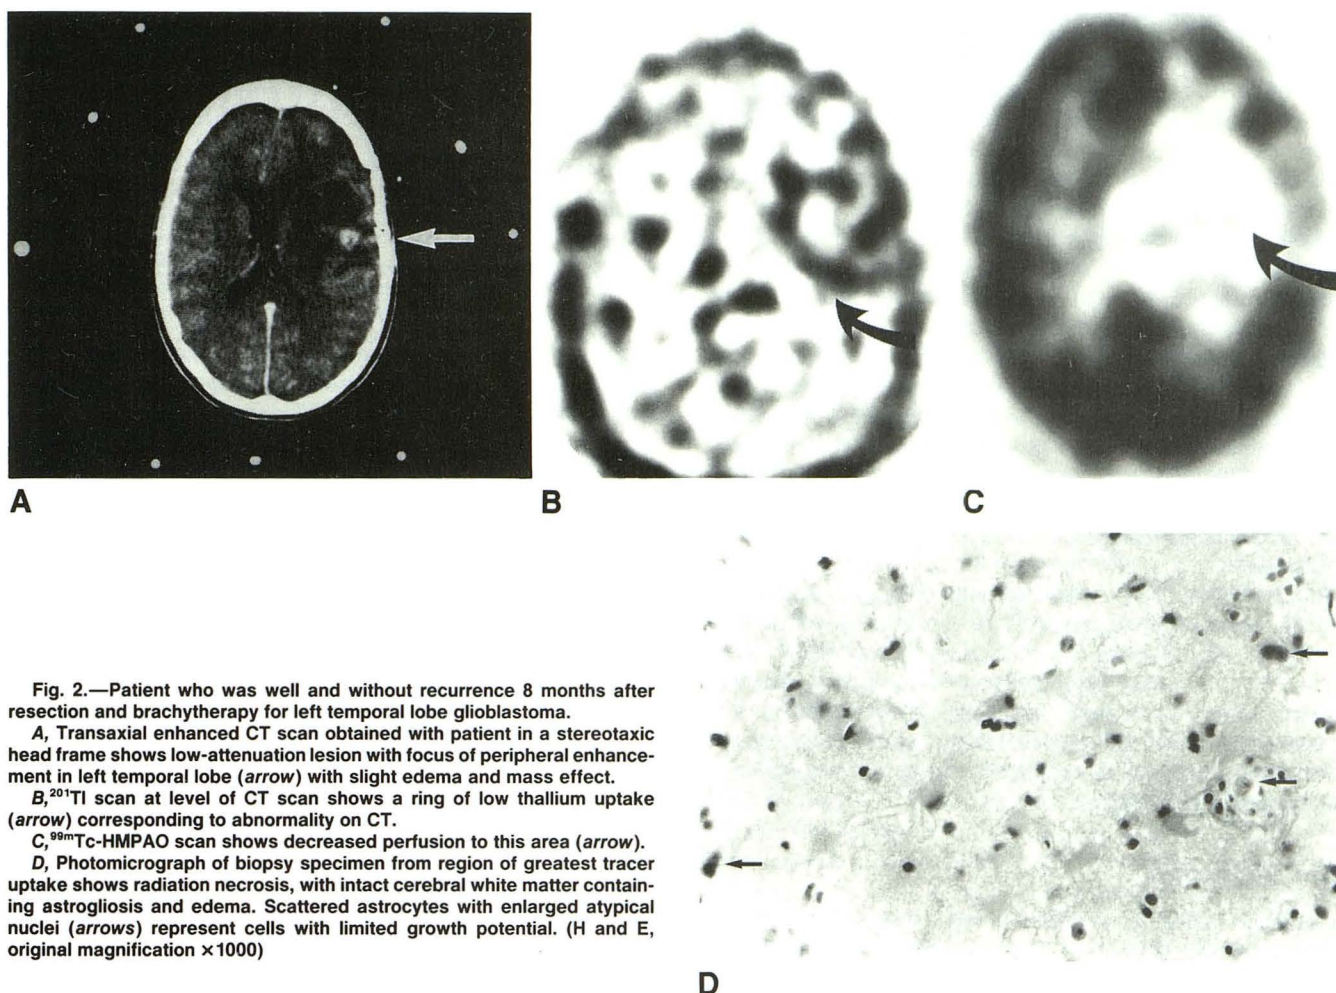 A
B
C
Fig. 2.—Patient who was well and without recurrence 8 months after
resection and brachytherapy for left temporal lobe glioblastoma.
A, Transaxial enhanced CT scan obtained with patient in a stereotaxic
head frame shows low-attenuation lesion with focus of peripheral enhance-
ment in left temporal lobe (arrow) with slight edema and mass effect.
B,²⁰¹Tl scan at level of CT scan shows a ring of low thallium uptake
(arrow) corresponding to abnormality on CT.
C,⁹⁹ᵐTc-HMPAO scan shows decreased perfusion to this area (arrow).
D, Photomicrograph of biopsy specimen from region of greatest tracer
uptake shows radiation necrosis, with intact cerebral white matter contain-
ing astrogliosis and edema. Scattered astrocytes with enlarged atypical
nuclei (arrows) represent cells with limited growth potential. (H and E,
original magnification ×1000)
D